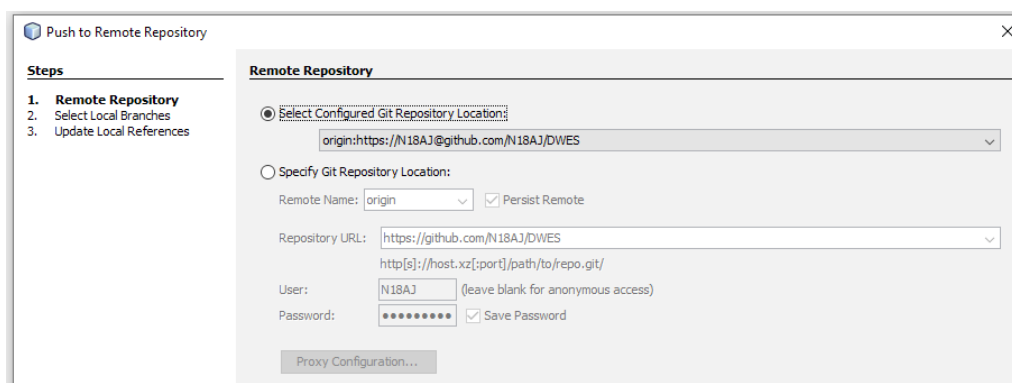 Push to Remote Repository
Steps
1. Remote Repository
2. Select Local Branches
3. Update Local References
Remote Repository
Select Configured Git Repository Location:
origin:https://N18AJ@github.com/N18AJ/DWES
Specify Git Repository Location:
Remote Name: origin Persist Remote
Repository URL: https://github.com/N18AJ/DWES
http[s]://host.xz[:port]/path/to/repo.git/
User: N18AJ (leave blank for anonymous access)
Password: ●●●●●●●●● Save Password
Proxy Configuration...